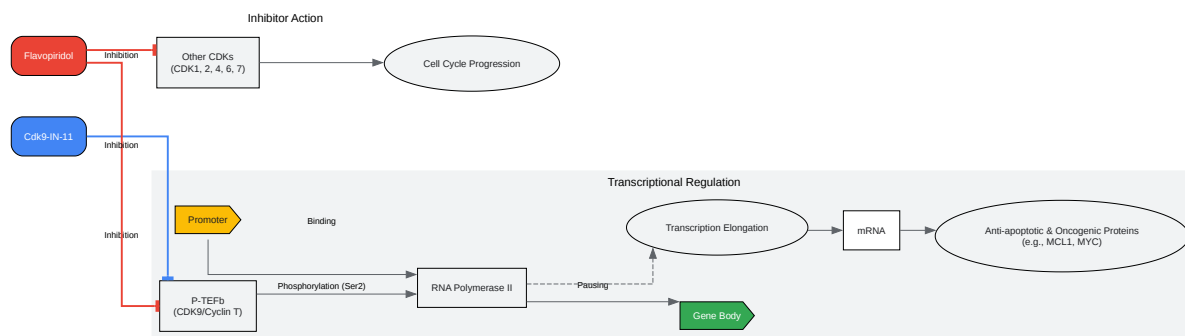 Inhibitor Action
Flavopiridol
Inhibition
Other CDKs
(CDK1, 2, 4, 6, 7)
Cell Cycle Progression
Cdk9-IN-11
Inhibition
Transcriptional Regulation
Promoter
Binding
Inhibition
Transcription Elongation
mRNA
Anti-apoptotic & Oncogenic Proteins
(e.g., MCL1, MYC)
P-TEFb
(CDK9/Cyclin T)
Phosphorylation (Ser2)
RNA Polymerase II
Pausing
Gene Body